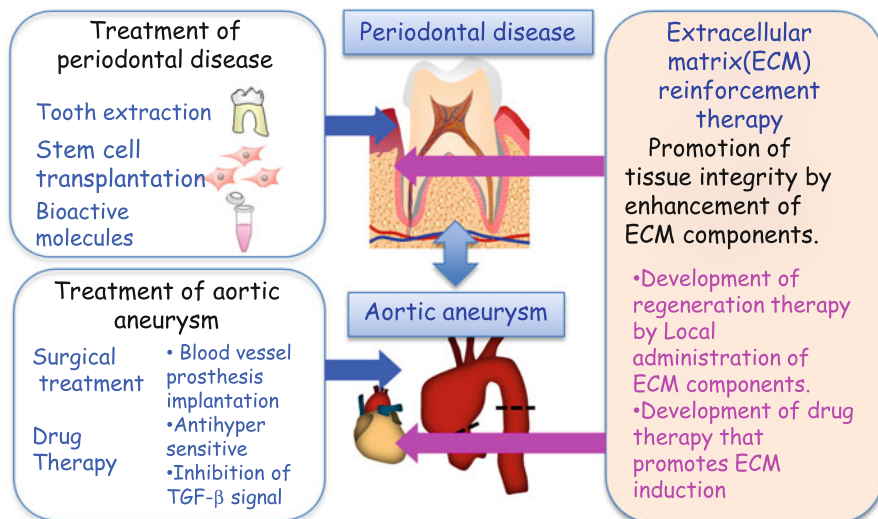 Treatment of
periodontal disease
Tooth extraction
Stem cell
transplantation
Bioactive
molecules
Periodontal disease
Aortic aneurysm
Treatment of aortic
aneurysm
Surgical
treatment
Drug
Therapy
• Blood vessel
prosthesis
implantation
•Antihyper
sensitive
•Inhibition of
TGF-β signal
Extracellular
matrix(ECM)
reinforcement
therapy
Promotion of
tissue integrity by
enhancement of
ECM components.
•Development of
regeneration therapy
by Local
administration of
ECM components.
•Development of drug
therapy that
promotes ECM
induction